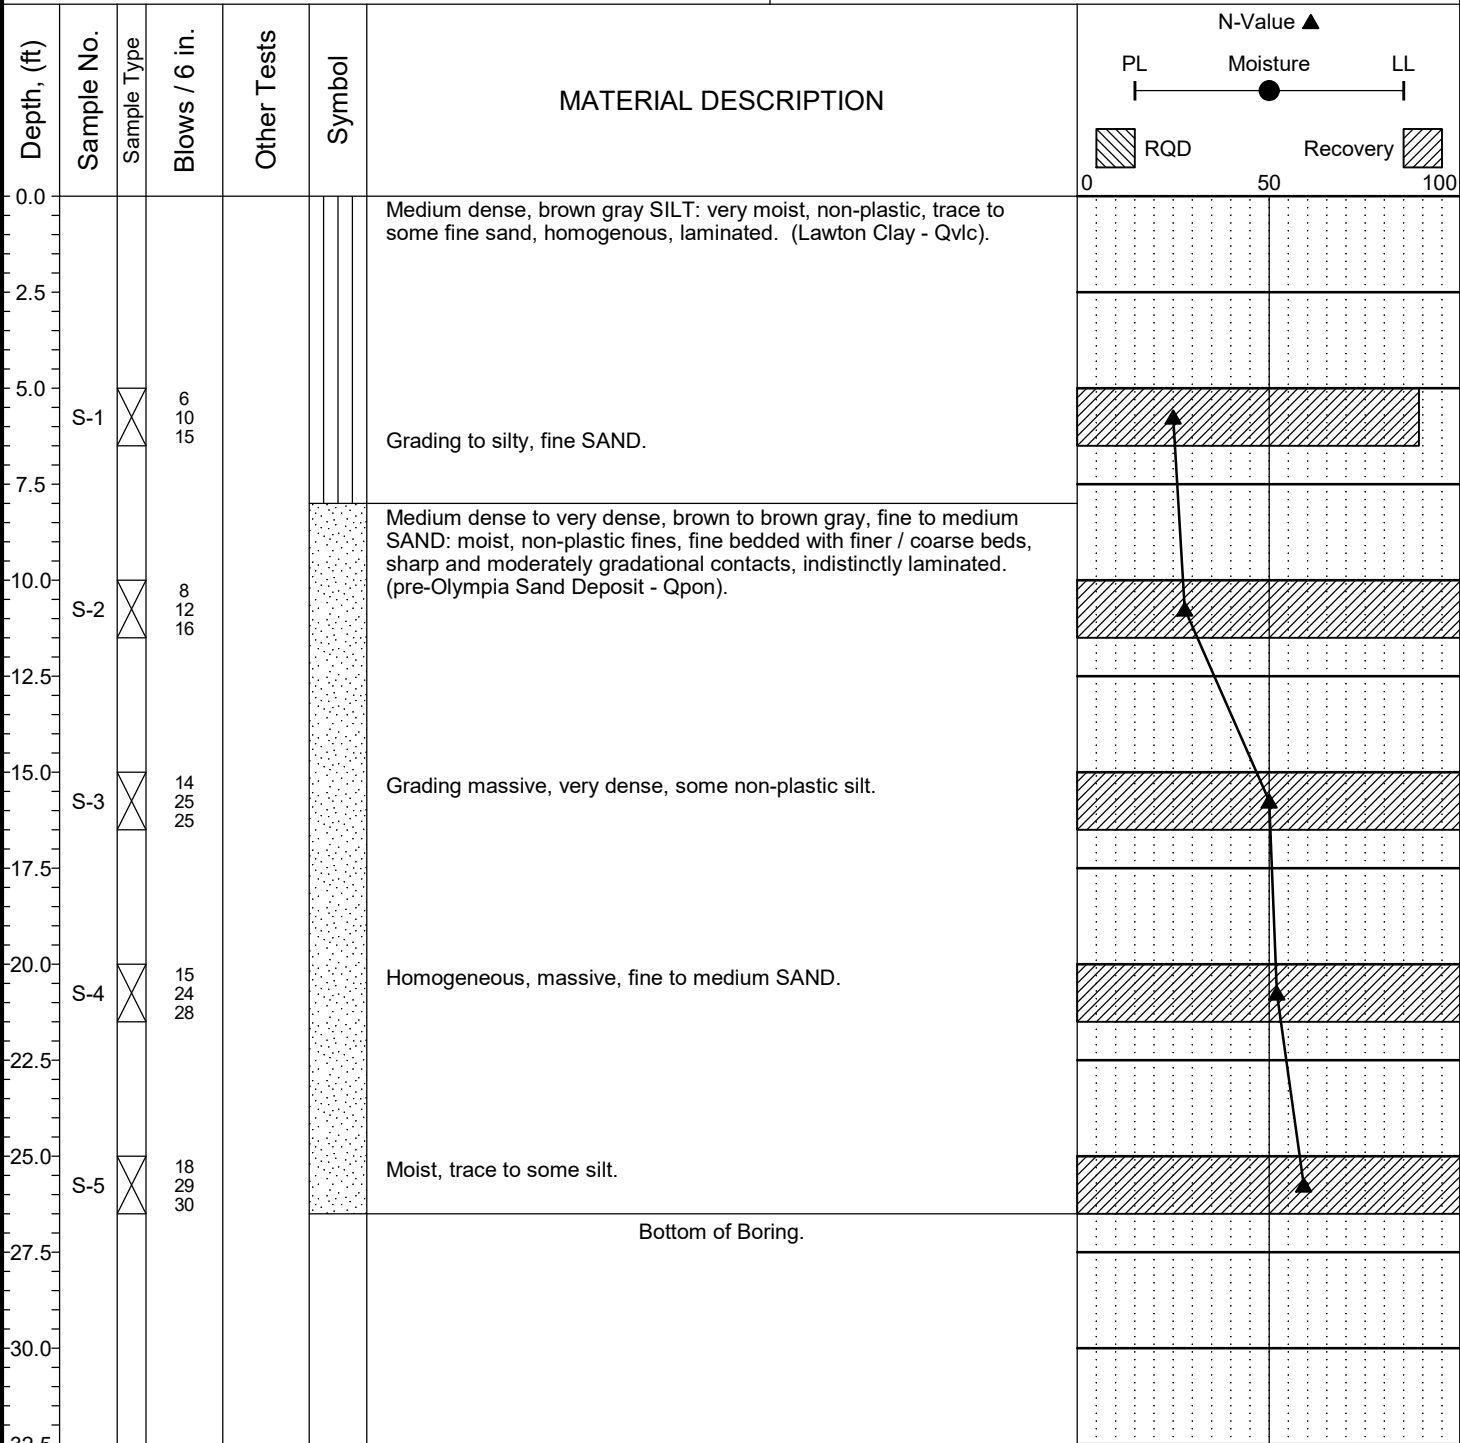 Depth, (ft)
Sample No.
Sample Type
Blows / 6 in.
Other Tests
Symbol
MATERIAL DESCRIPTION
N-Value ▲
PL Moisture LL
RQD Recovery
0 50 100
0.0
Medium dense, brown gray SILT: very moist, non-plastic, trace to
some fine sand, homogenous, laminated. (Lawton Clay - Qvlc).
2.5
5.0
S-1
6
10
15
Grading to silty, fine SAND.
7.5
Medium dense to very dense, brown to brown gray, fine to medium
SAND: moist, non-plastic fines, fine bedded with finer / coarse beds,
sharp and moderately gradational contacts, indistinctly laminated.
(pre-Olympia Sand Deposit - Qpon).
10.0
S-2
8
12
16
12.5
15.0
S-3
14
25
25
Grading massive, very dense, some non-plastic silt.
17.5
20.0
S-4
15
24
28
Homogeneous, massive, fine to medium SAND.
22.5
25.0
S-5
18
29
30
Moist, trace to some silt.
Bottom of Boring.
27.5
30.0
32.5